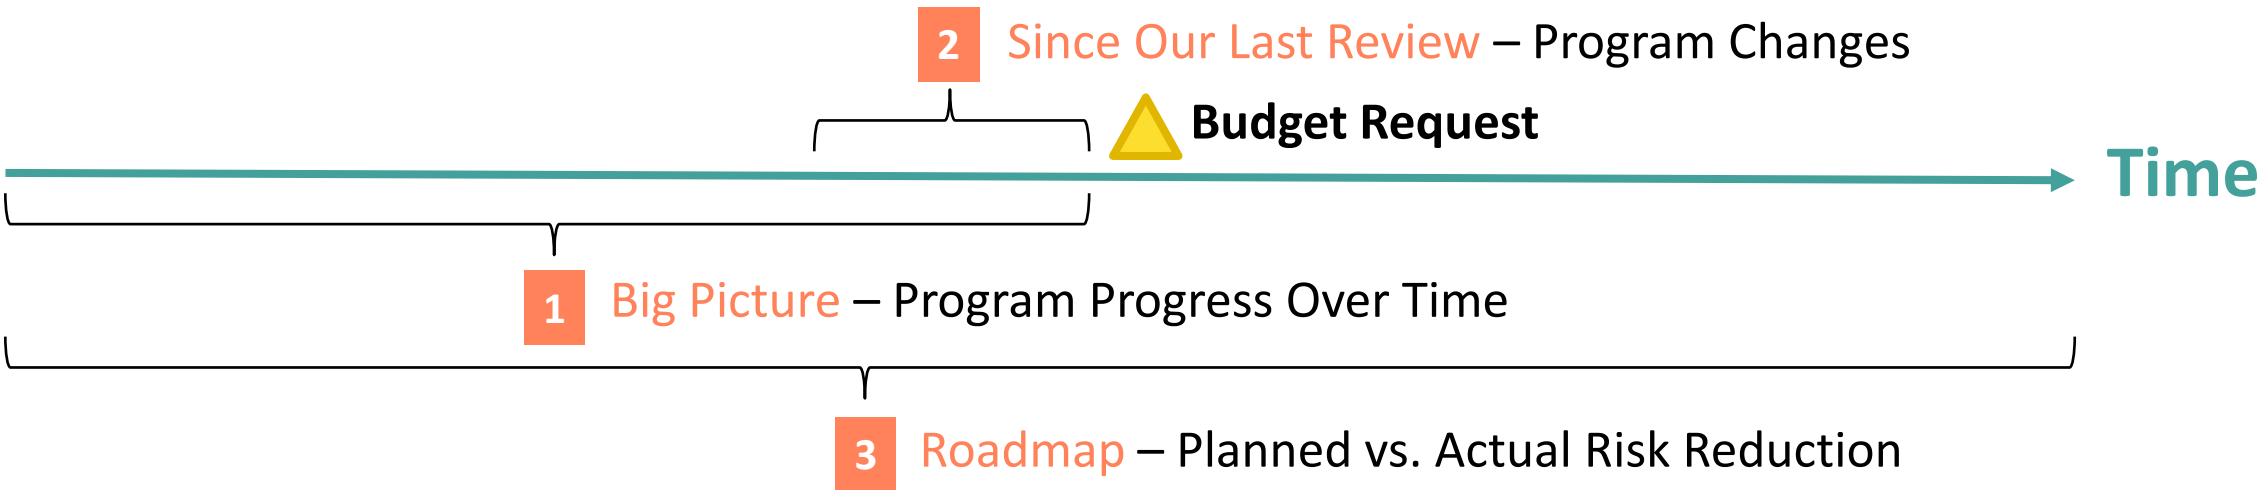 2 Since Our Last Review – Program Changes
Budget Request
Time
1 Big Picture – Program Progress Over Time
3 Roadmap – Planned vs. Actual Risk Reduction